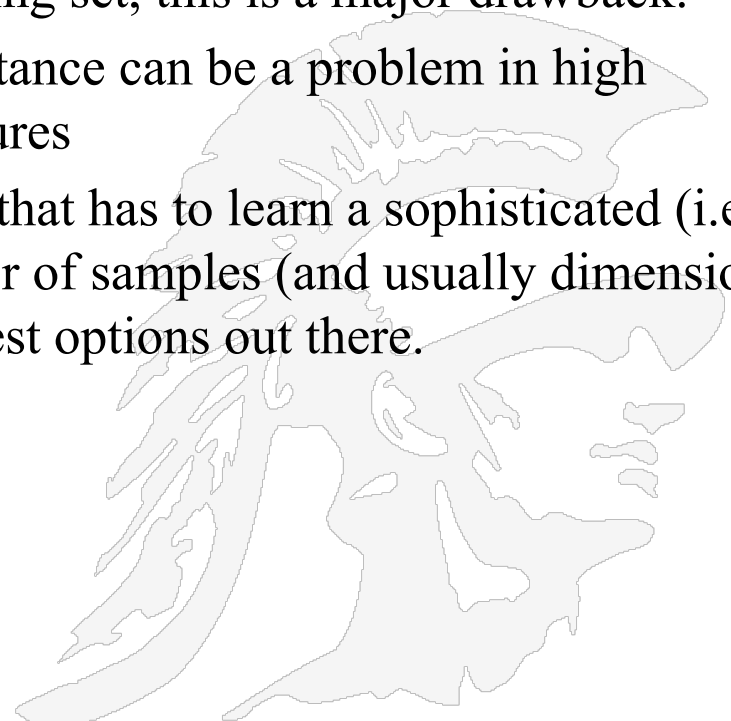 ng set, this is a major drawback.
tance can be a problem in high
ures
that has to learn a sophisticated (i.e
r of samples (and usually dimensio
est options out there.